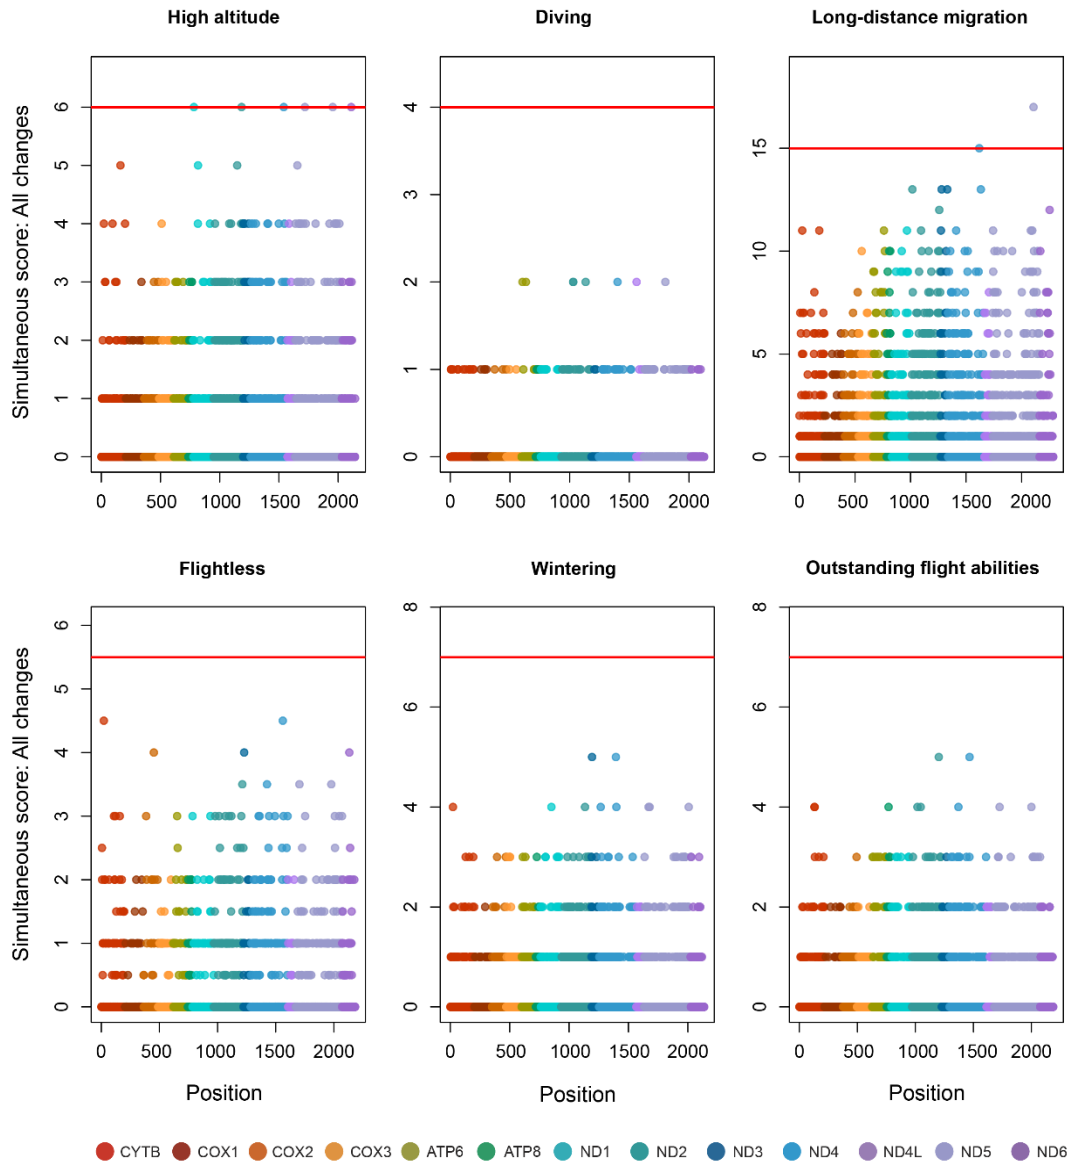 High altitude Diving Long-distance migration
Simultaneous score: All changes
0 1 2 3 4 5 6
0 500 1000 1500 2000
0 1 2 3 4
0 500 1000 1500 2000
0 5 10 15
0 500 1000 1500 2000
Flightless Wintering Outstanding flight abilities
Simultaneous score: All changes
0 1 2 3 4 5 6
0 500 1000 1500 2000
0 2 4 6 8
0 500 1000 1500 2000
0 2 4 6 8
0 500 1000 1500 2000
Position Position Position
CYTB COX1 COX2 COX3 ATP6 ATP8 ND1 ND2 ND3 ND4 ND4L ND5 ND6